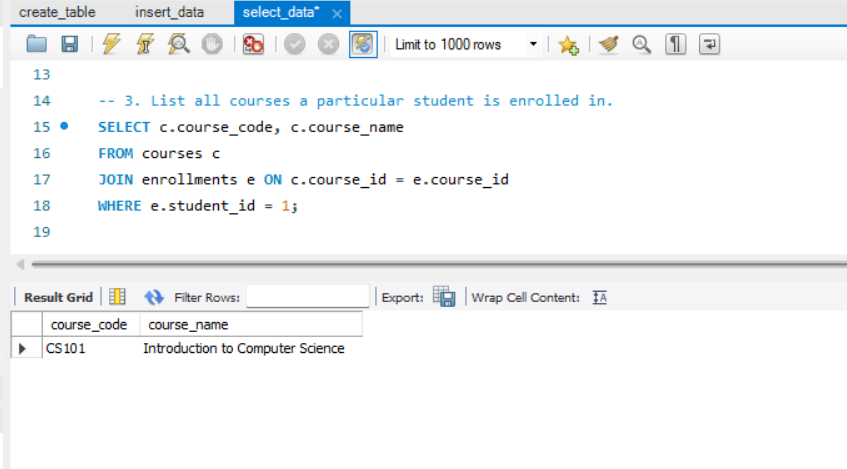 create_table insert_data select_data*
Limit to 1000 rows
13
14 -- 3. List all courses a particular student is enrolled in.
15 SELECT c.course_code, c.course_name
16 FROM courses c
17 JOIN enrollments e ON c.course_id = e.course_id
18 WHERE e.student_id = 1;
19
Result Grid Filter Rows: Export: Wrap Cell Content: IA
course_code course_name
CS101 Introduction to Computer Science